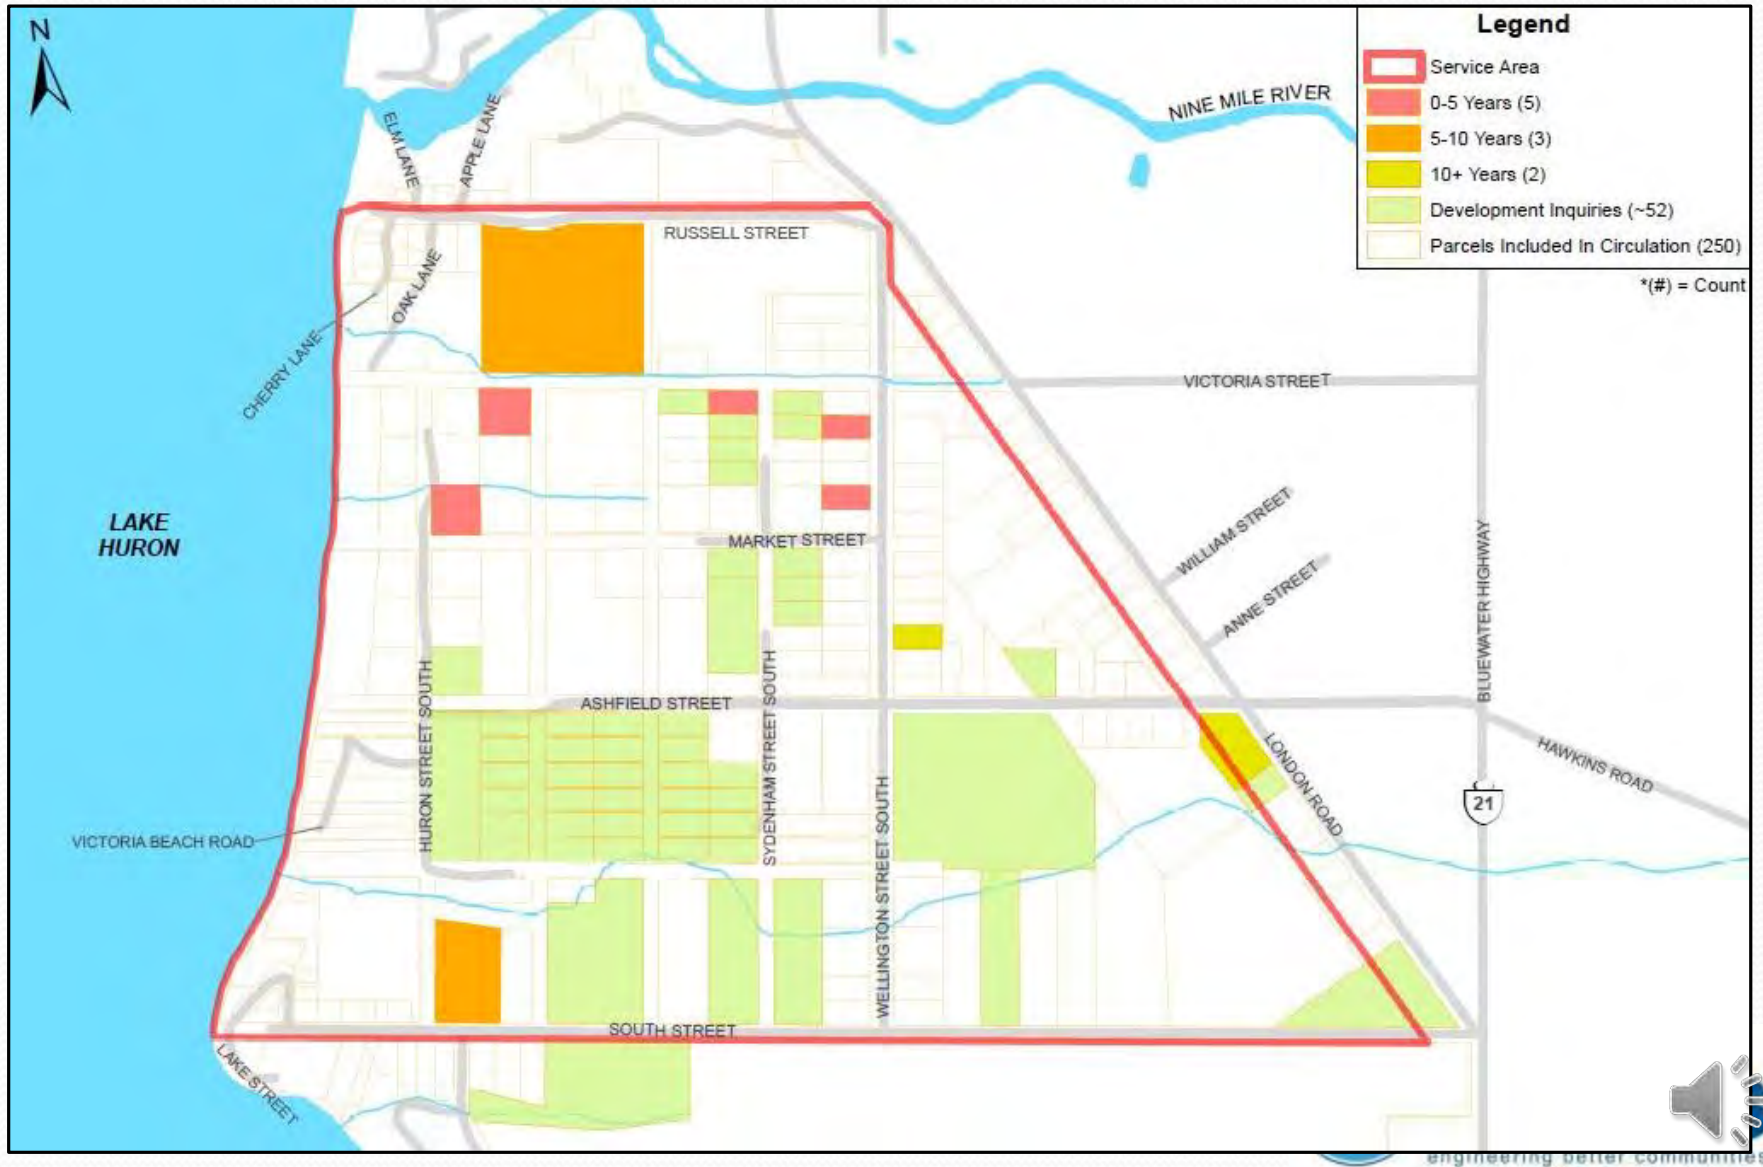 N
Legend
Service Area
0-5 Years (5)
5-10 Years (3)
10+ Years (2)
Development Inquiries (~52)
Parcels Included In Circulation (250)
*(#) = Count
NINE MILE RIVER
ELM LANE
APPLE LANE
RUSSELL STREET
OAK LANE
CHERRY LANE
VICTORIA STREET
LAKE
HURON
MARKET STREET
WILLIAM STREET
ANNE STREET
BLUEWATER HIGHWAY
HURON STREET SOUTH
ASHFIELD STREET
SYDENHAM STREET SOUTH
LONDON ROAD
HAWKINS ROAD
21
VICTORIA BEACH ROAD
WELLINGTON STREET SOUTH
SOUTH STREET
LAKE STREET
engineering better communities